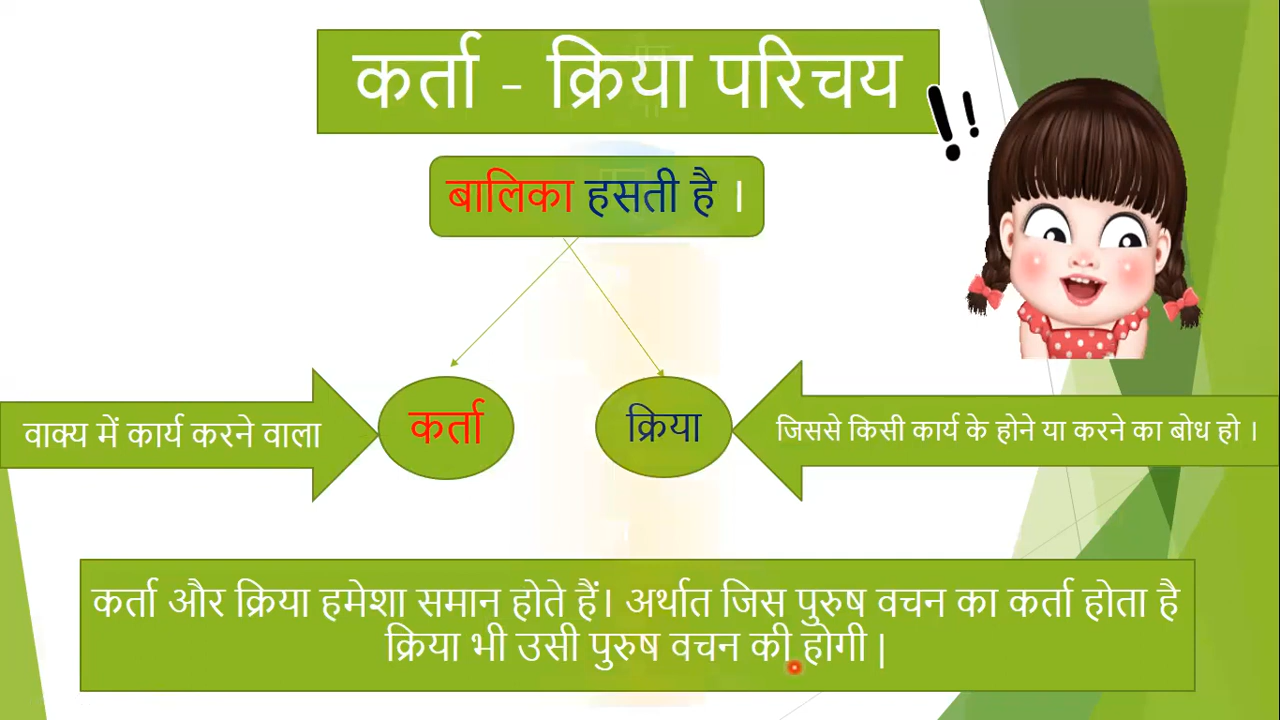 कर्ता - क्रिया परिचय
बालिका हसती है ।
वाक्य में कार्य करने वाला
कर्ता
क्रिया
जिससे किसी कार्य के होने या करने का बोध हो ।
कर्ता और क्रिया हमेशा समान होते हैं। अर्थात जिस पुरुष वचन का कर्ता होता है
क्रिया भी उसी पुरुष वचन की होगी |